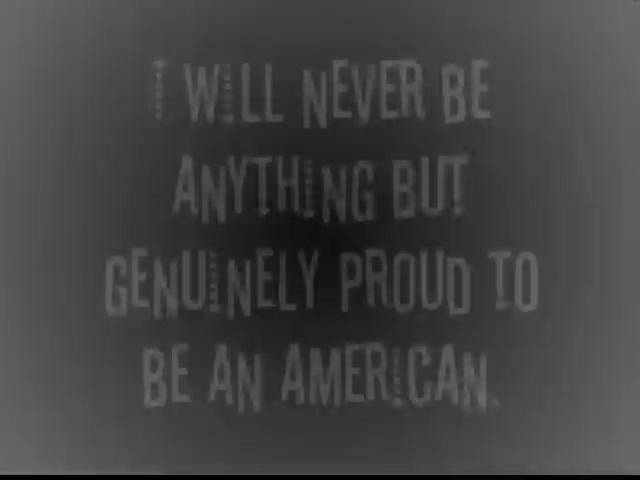 I WILL NEVER BE
ANYTHING BUT
GENUINELY PROUD TO
BE AN AMERICAN.